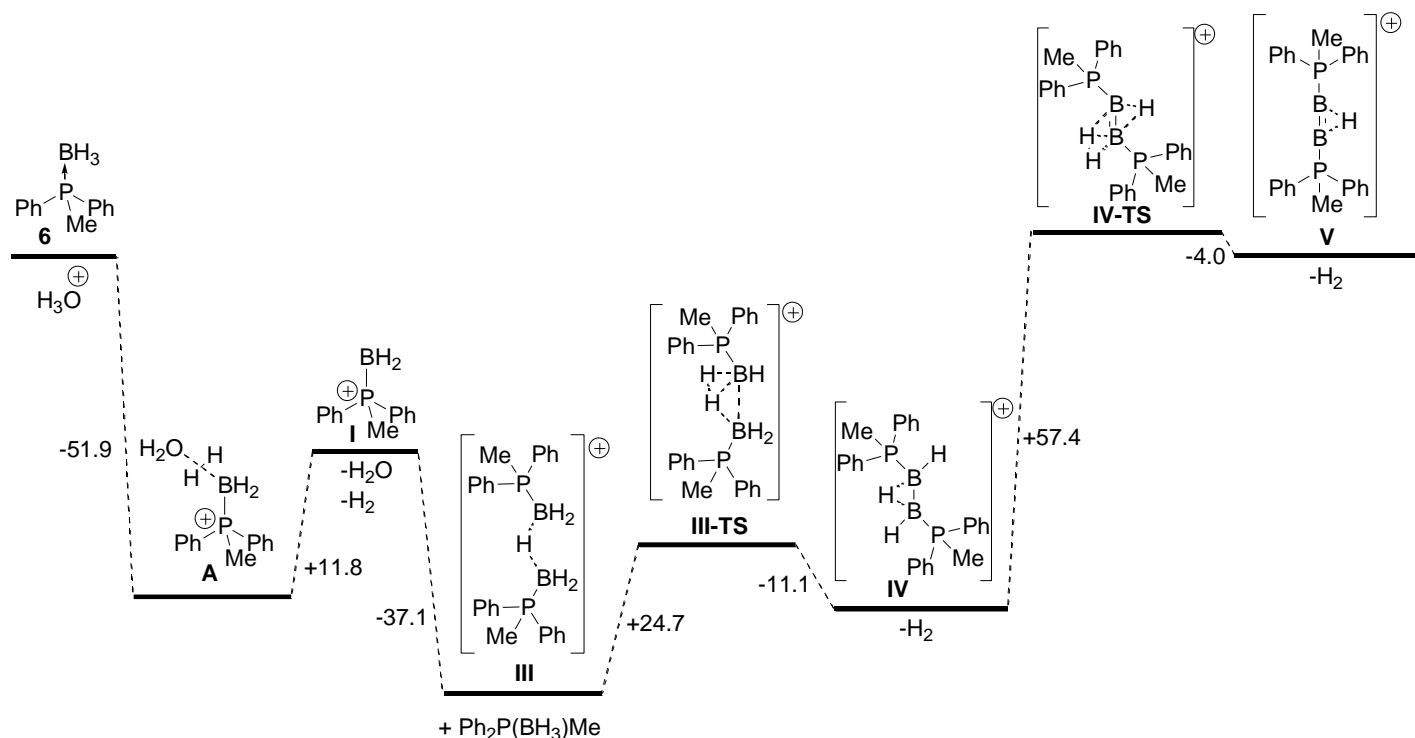 BH3
P
Ph Ph
Me
6
H3O
+
-51.9
H2O
H
H
BH2
+
P
Ph Ph
Me
A
+11.8
BH2
+
P
Ph Ph
Me
I
-H2O
-H2
-37.1
+
Me Ph
Ph P
BH2
H
BH2
Ph P
Me Ph
III
+ Ph2P(BH3)Me
+24.7
+
Me Ph
Ph P
H BH
H
BH2
Ph P
Me Ph
III-TS
-11.1
+
Ph
Me P
Ph H
B
H
B
H P Ph
Ph Me
IV
-H2
+57.4
+
Me Ph
Ph P
B H
H B
H P Ph
Ph Me
IV-TS
-4.0
+
Me
Ph Ph
P
B
H
B
P
Ph Ph
Me
V
-H2